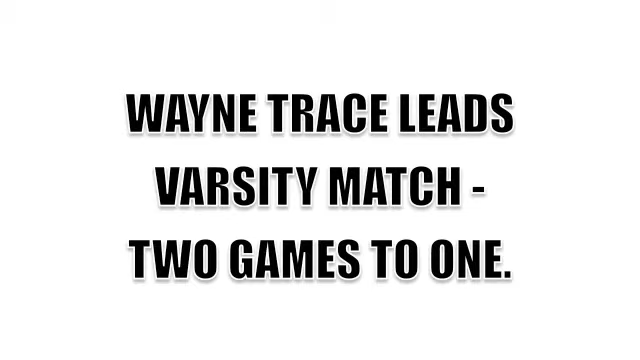 WAYNE TRACE LEADS
VARSITY MATCH -
TWO GAMES TO ONE.